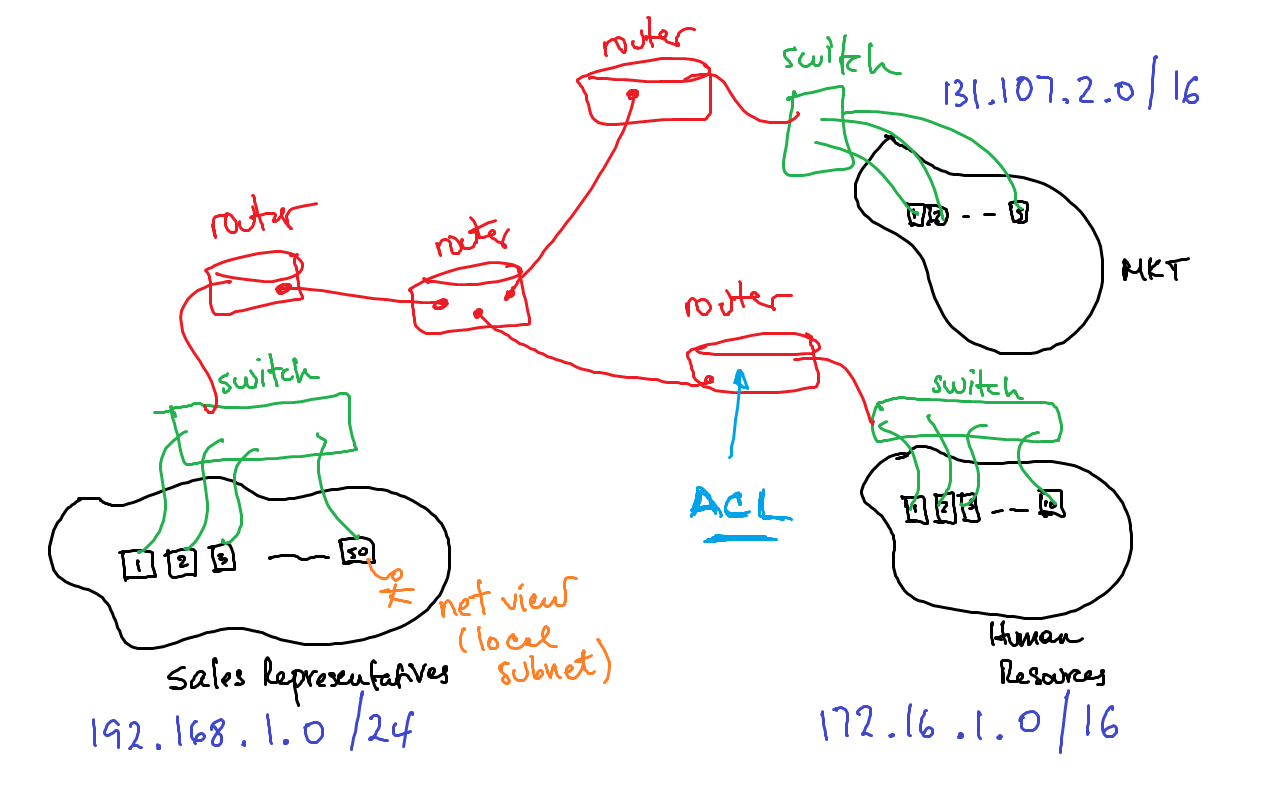 router
switch
131.107.2.0/16
1 2 -- 5
MKT
router
router
router
switch
switch
ACL
1 2 3 -- 10
1 2 3 —— 50
net view
(local
subnet)
Human
Resources
Sales Representatives
192.168.1.0/24
172.16.1.0/16